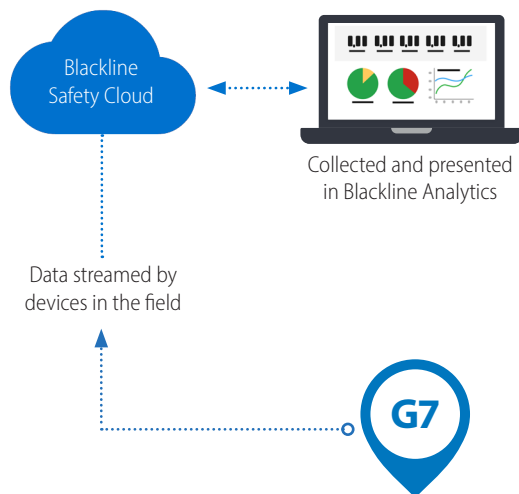 Blackline
Safety Cloud
Collected and presented
in Blackline Analytics
Data streamed by
devices in the field
G7